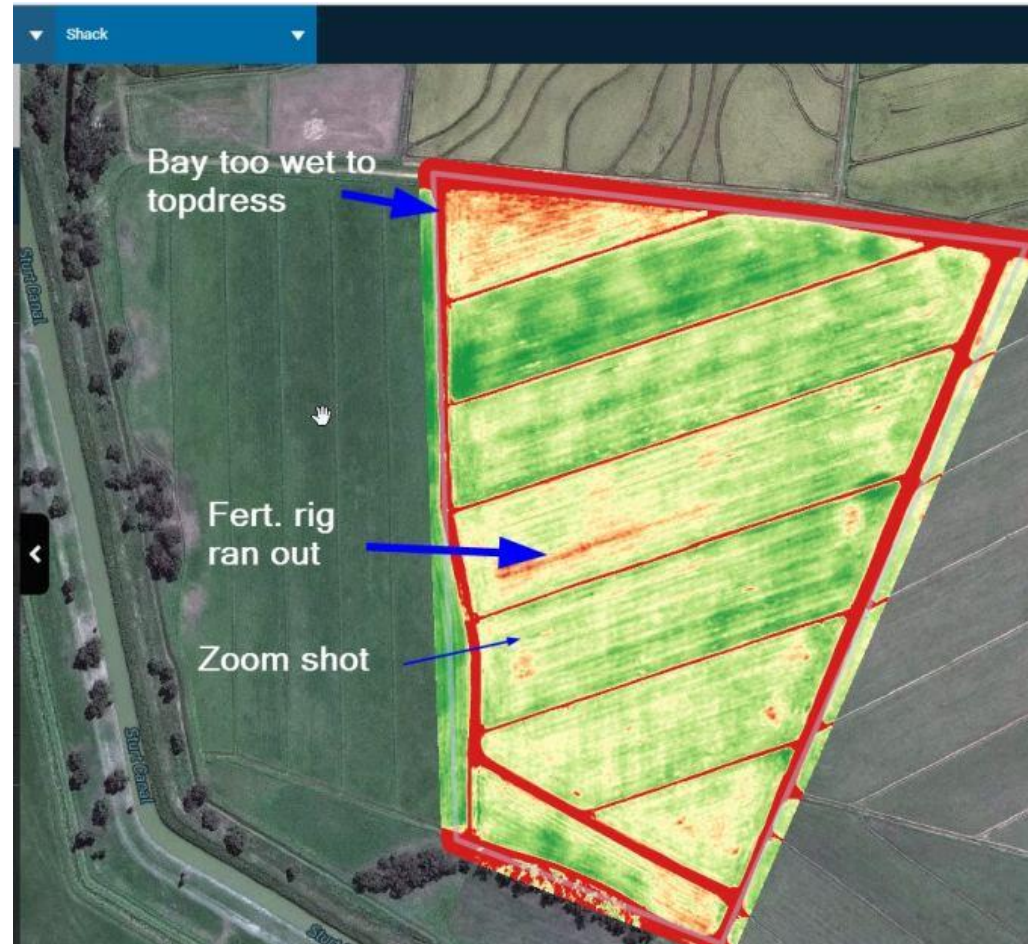 Shack
Bay too wet to
topdress
Sturt Canal
Fert. rig
ran out
Zoom shot
Sturt Canal